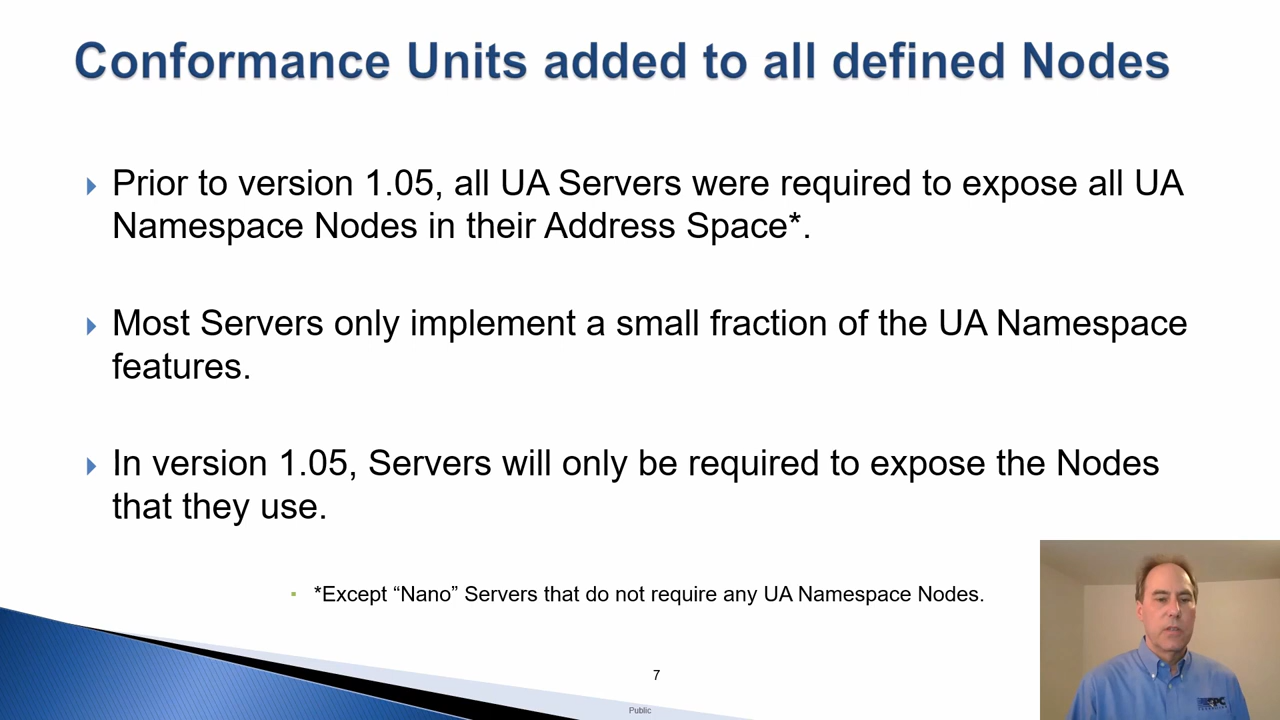 Conformance Units added to all defined Nodes
Prior to version 1.05, all UA Servers were required to expose all UA
Namespace Nodes in their Address Space*.
Most Servers only implement a small fraction of the UA Namespace
features.
In version 1.05, Servers will only be required to expose the Nodes
that they use.
*Except “Nano” Servers that do not require any UA Namespace Nodes.
7
Public